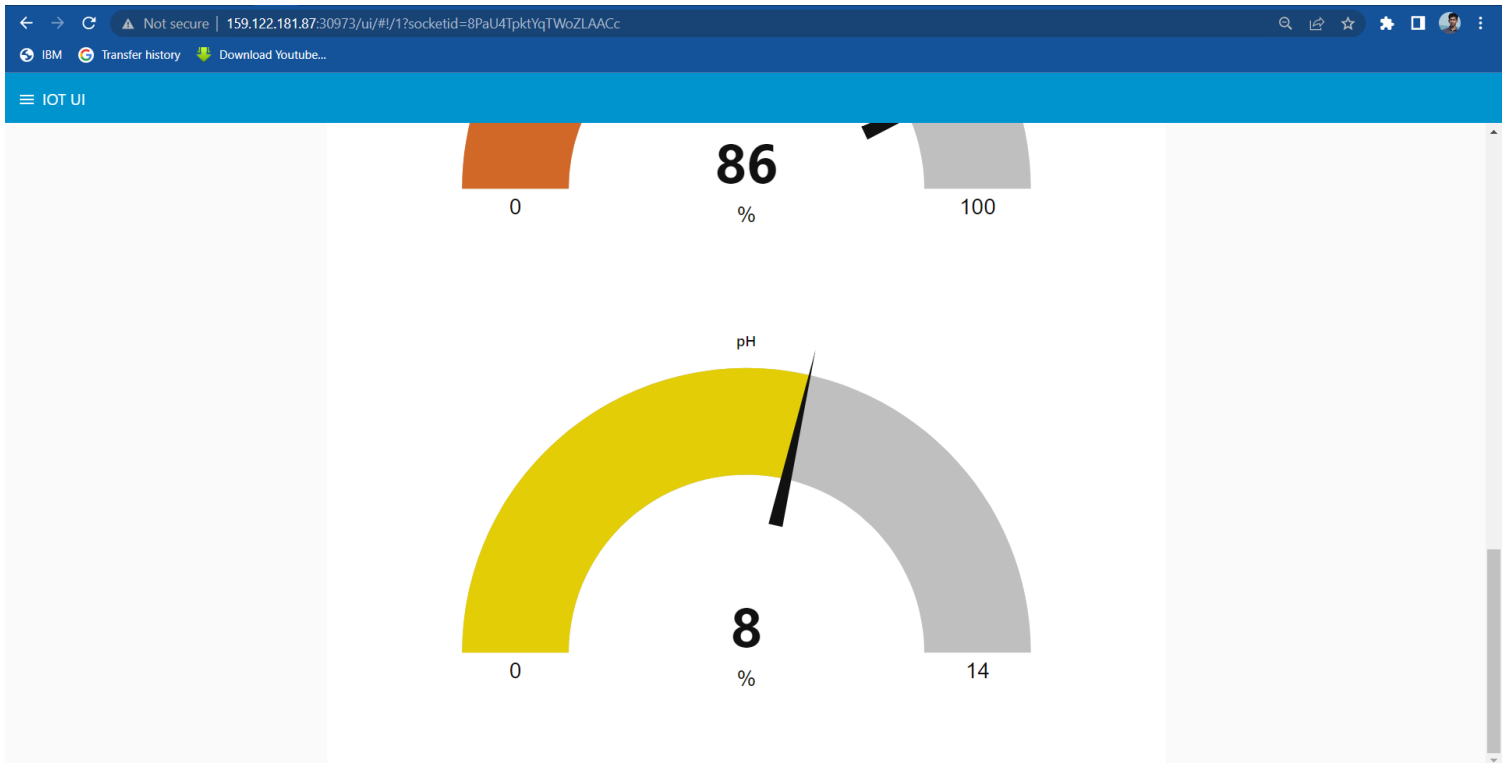 Not secure | 159.122.181.87:30973/ui/#!/1?socketid=8PaU4TpktYqTWoZLAACc
IBM Transfer history Download Youtube...
IOT UI
86
0 % 100
pH
8
0 % 14